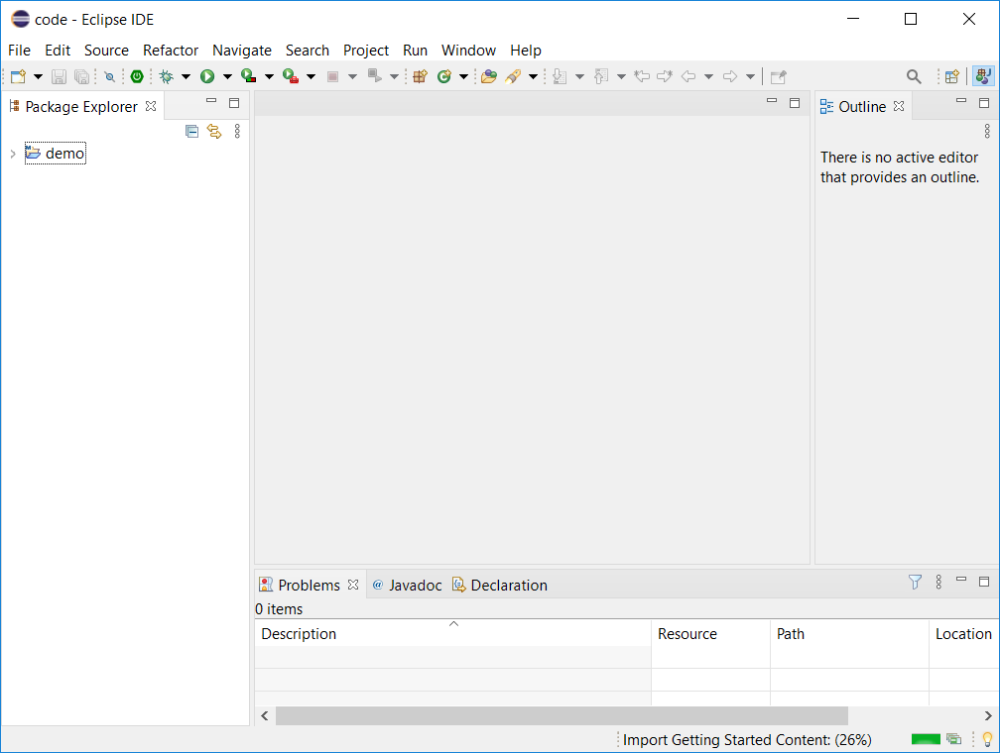 code - Eclipse IDE
File Edit Source Refactor Navigate Search Project Run Window Help
Package Explorer
demo
Outline
There is no active editor
that provides an outline.
Problems @ Javadoc Declaration
0 items
Description Resource Path Location
Import Getting Started Content: (26%)